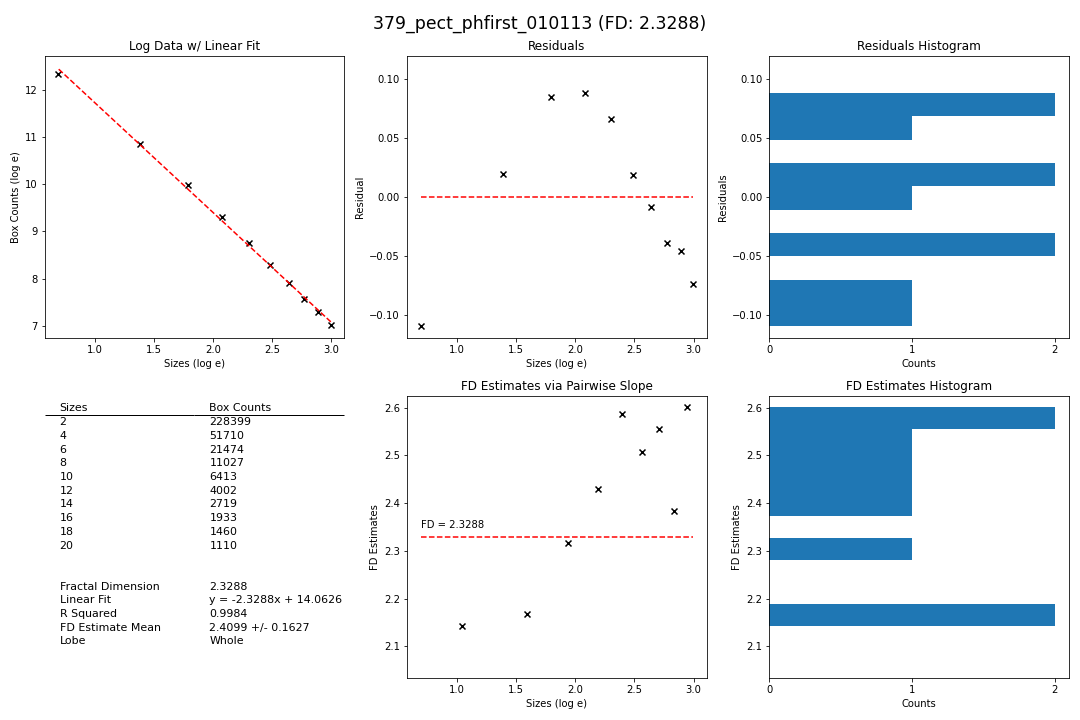 379_pect_phfirst_010113 (FD: 2.3288)
Log Data w/ Linear Fit
Box Counts (log e)
12
11
10
9
8
7
1.0 1.5 2.0 2.5 3.0
Sizes (log e)
Residuals
Residual
0.10
0.05
0.00
−0.05
−0.10
1.0 1.5 2.0 2.5 3.0
Sizes (log e)
Residuals Histogram
Residuals
0.10
0.05
0.00
−0.05
−0.10
0 1 2
Counts
Sizes Box Counts
2 228399
4 51710
6 21474
8 11027
10 6413
12 4002
14 2719
16 1933
18 1460
20 1110
Fractal Dimension 2.3288
Linear Fit y = -2.3288x + 14.0626
R Squared 0.9984
FD Estimate Mean 2.4099 +/- 0.1627
Lobe Whole
FD Estimates via Pairwise Slope
FD Estimates
2.6
2.5
2.4
2.3
2.2
2.1
FD = 2.3288
1.0 1.5 2.0 2.5 3.0
Sizes (log e)
FD Estimates Histogram
FD Estimates
2.6
2.5
2.4
2.3
2.2
2.1
0 1 2
Counts